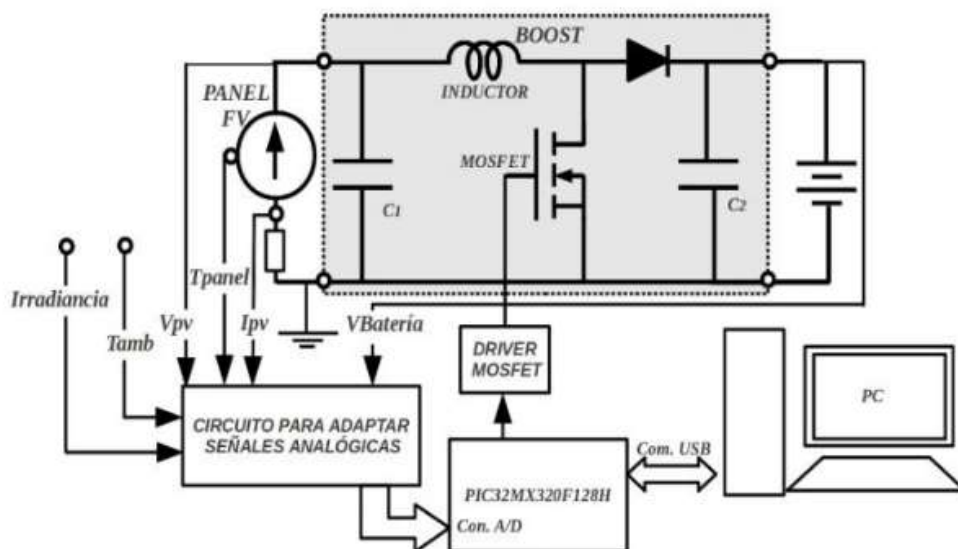 BOOST
PANEL
FV
INDUCTOR
MOSFET
C1
C2
Irradiancia
Tamb
Vpv
Tpanel
Ipv
VBatería
DRIVER
MOSFET
CIRCUITO PARA ADAPTAR
SEÑALES ANALÓGICAS
PC
Com. USB
PIC32MX320F128H
Con. A/D